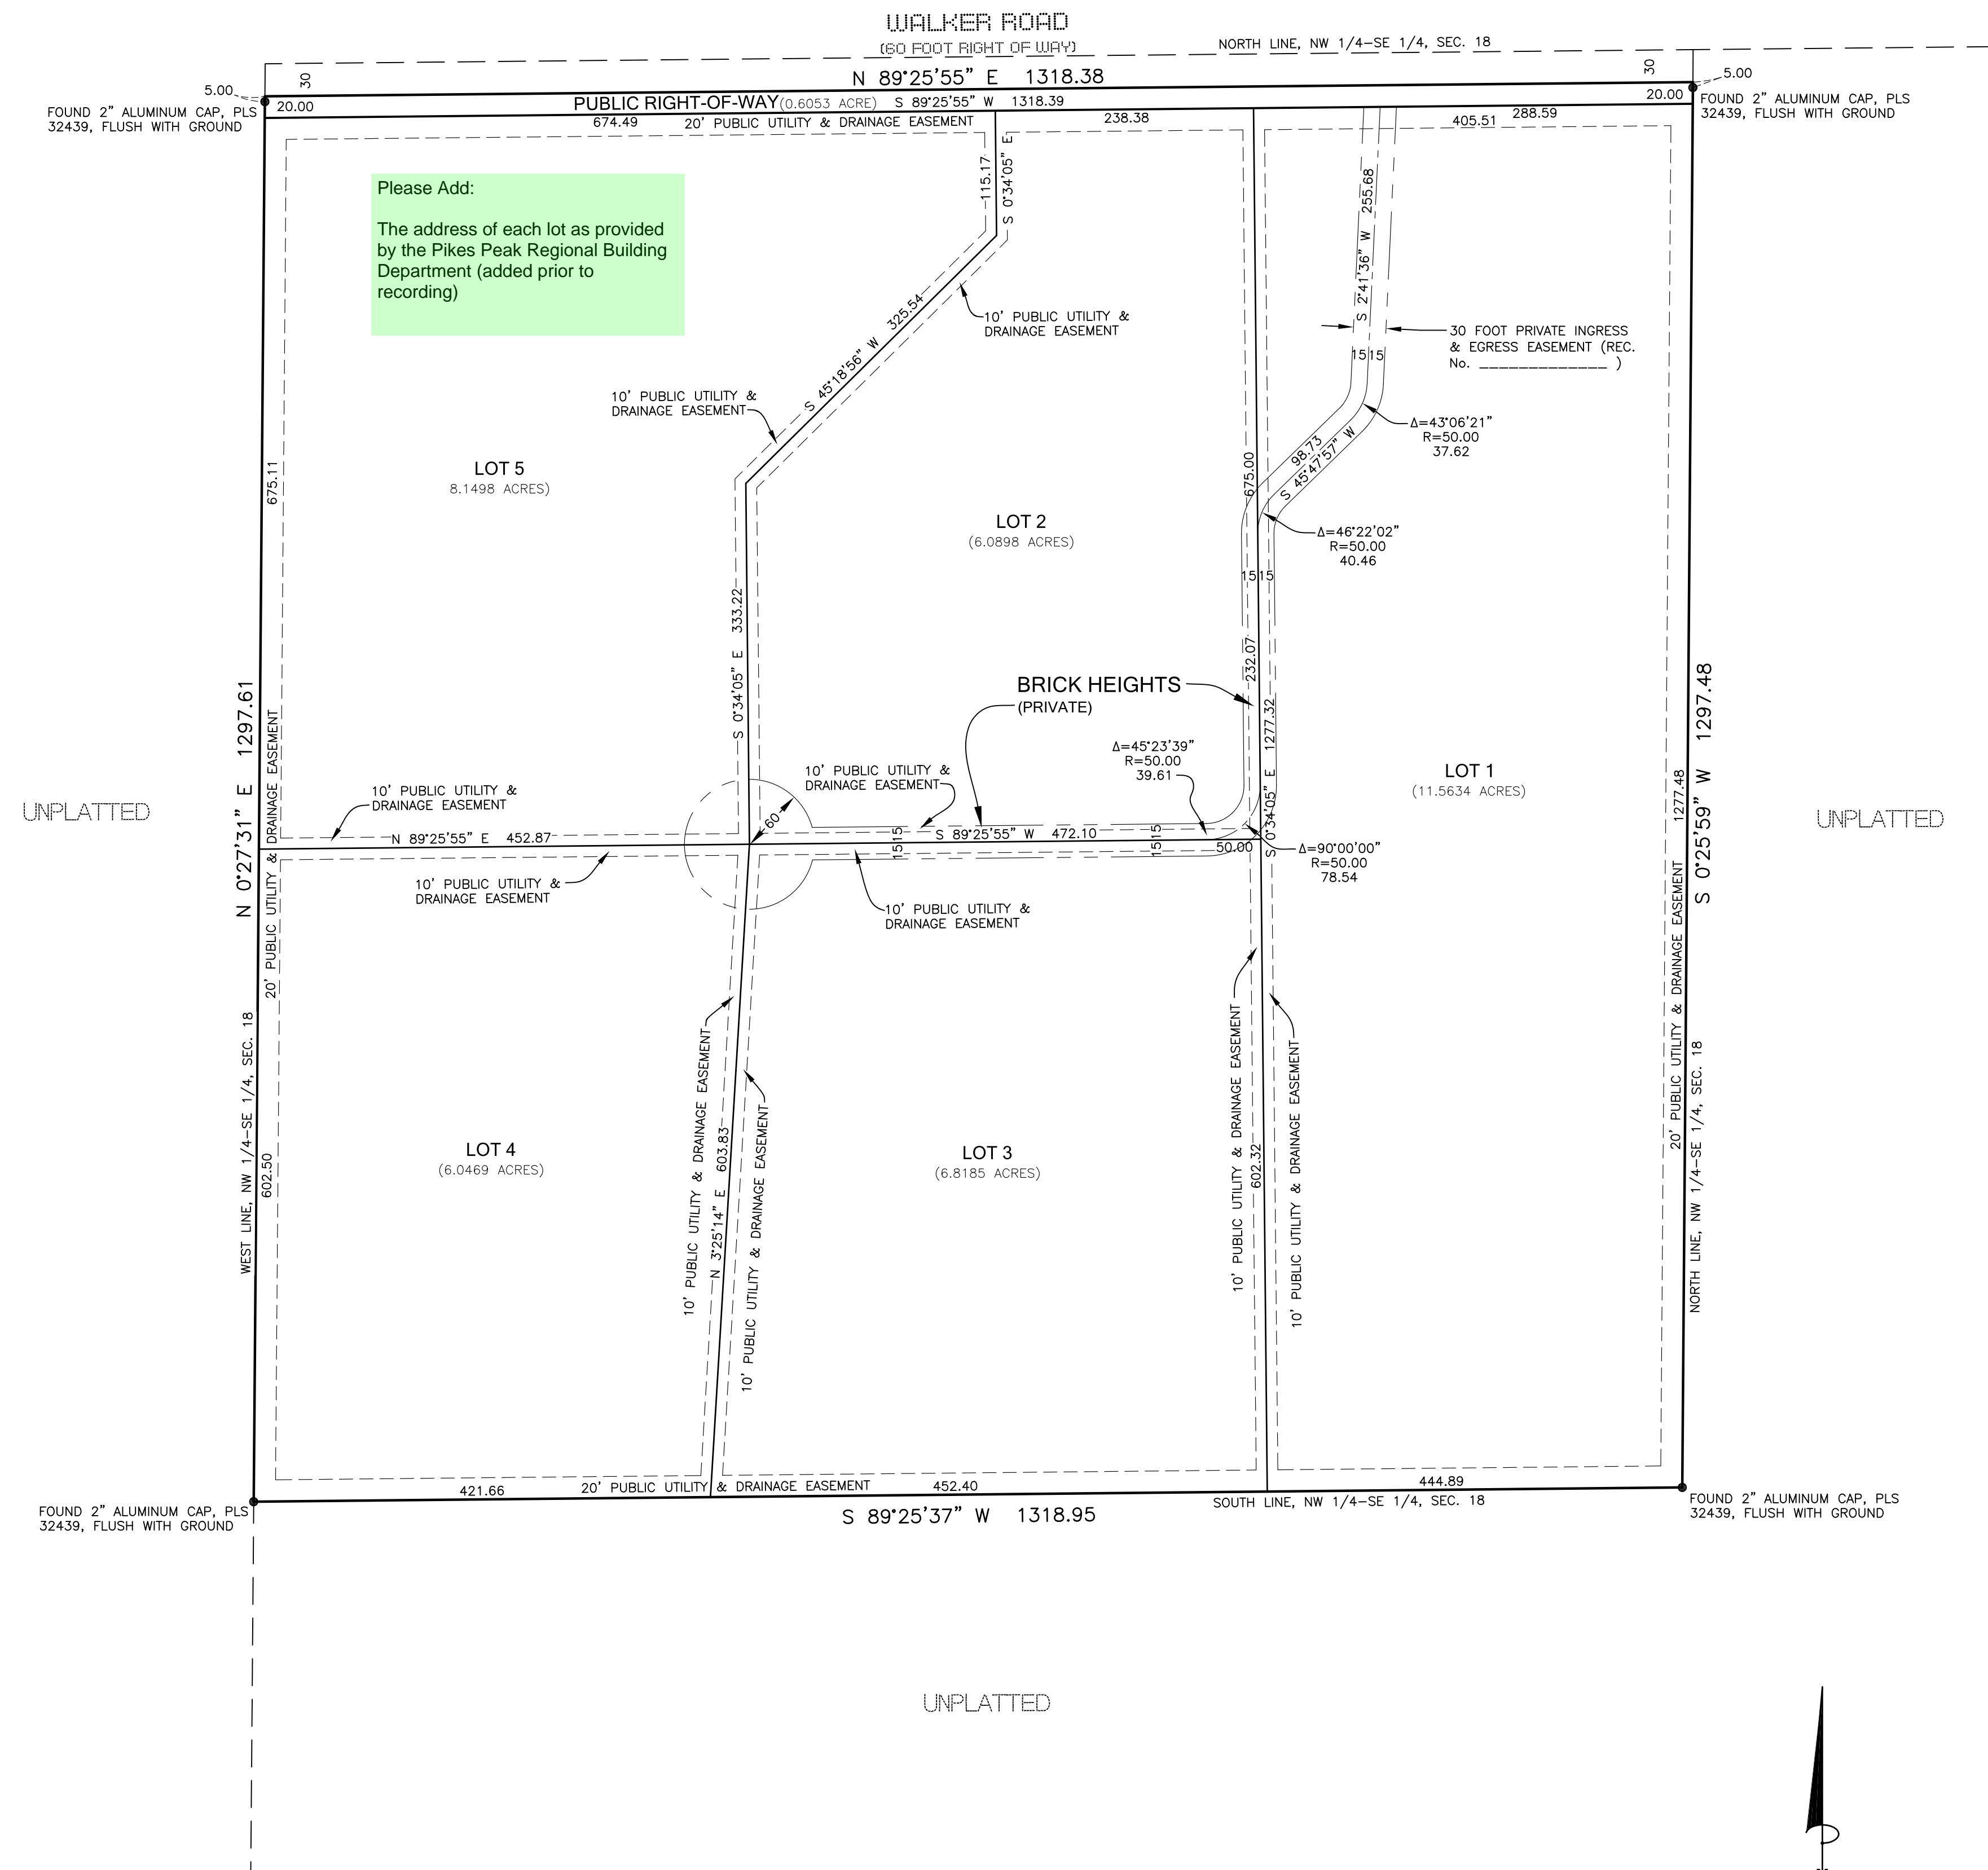 WALKER ROAD
(60 FOOT RIGHT OF WAY)
NORTH LINE, NW 1/4-SE 1/4, SEC. 18
N 89°25'55" E 1318.38
30
30
5.00
5.00
20.00
20.00
FOUND 2" ALUMINUM CAP, PLS
32439, FLUSH WITH GROUND
FOUND 2" ALUMINUM CAP, PLS
32439, FLUSH WITH GROUND
PUBLIC RIGHT-OF-WAY (0.6053 ACRE) S 89°25'55" W 1318.39
674.49
20' PUBLIC UTILITY & DRAINAGE EASEMENT
238.38
405.51
288.59
Please Add:
The address of each lot as provided
by the Pikes Peak Regional Building
Department (added prior to
recording)
115.17
S 0°34'05" E
S 45°18'56" W 325.54
10' PUBLIC UTILITY &
DRAINAGE EASEMENT
10' PUBLIC UTILITY &
DRAINAGE EASEMENT
S 2°41'36" W 255.68
30 FOOT PRIVATE INGRESS
& EGRESS EASEMENT (REC.
No. _____________ )
15 15
Δ=43°06'21"
R=50.00
37.62
98.73
S 45°47'57" W
675.00
675.11
LOT 5
8.1498 ACRES)
LOT 2
(6.0898 ACRES)
Δ=46°22'02"
R=50.00
40.46
15 15
S 0°34'05" E 333.22
232.07
BRICK HEIGHTS
(PRIVATE)
S 0°34'05" E 1277.32
Δ=45°23'39"
R=50.00
39.61
LOT 1
(11.5634 ACRES)
N 0°27'31" E 1297.61
S 0°25'59" W 1297.48
1277.48
UNPLATTED
UNPLATTED
10' PUBLIC UTILITY &
DRAINAGE EASEMENT
10' PUBLIC UTILITY &
DRAINAGE EASEMENT
60
N 89°25'55" E 452.87
S 89°25'55" W 472.10
15 15
15 15
50.00
Δ=90°00'00"
R=50.00
78.54
10' PUBLIC UTILITY &
DRAINAGE EASEMENT
10' PUBLIC UTILITY &
DRAINAGE EASEMENT
20' PUBLIC UTILITY & DRAINAGE EASEMENT
20' PUBLIC UTILITY & DRAINAGE EASEMENT
WEST LINE, NW 1/4-SE 1/4, SEC. 18
602.50
LOT 4
(6.0469 ACRES)
10' PUBLIC UTILITY & DRAINAGE EASEMENT
N 3°25'14" E 603.83
10' PUBLIC UTILITY & DRAINAGE EASEMENT
LOT 3
(6.8185 ACRES)
10' PUBLIC UTILITY & DRAINAGE EASEMENT
602.32
10' PUBLIC UTILITY & DRAINAGE EASEMENT
NORTH LINE, NW 1/4-SE 1/4, SEC. 18
421.66
20' PUBLIC UTILITY & DRAINAGE EASEMENT
452.40
444.89
FOUND 2" ALUMINUM CAP, PLS
32439, FLUSH WITH GROUND
S 89°25'37" W 1318.95
SOUTH LINE, NW 1/4-SE 1/4, SEC. 18
FOUND 2" ALUMINUM CAP, PLS
32439, FLUSH WITH GROUND
UNPLATTED